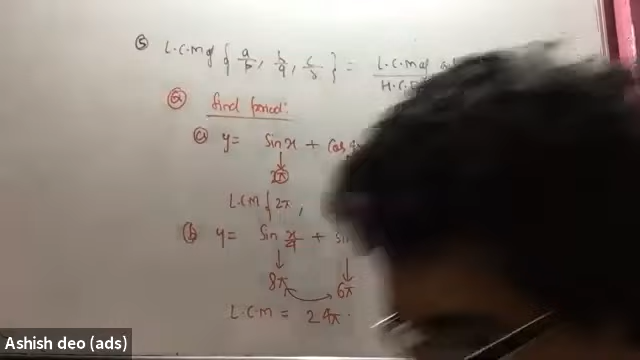 ⑤ L.C.M of { a/p, b/q, c/r } = L.C.M of a
H.C.F
Q find period:
ⓐ y = Sin x + Cos
2π
L.C.M { 2π,
ⓑ y = Sin x/4 + Sin
8π 6π
L.C.M = 24π.
Ashish deo (ads)